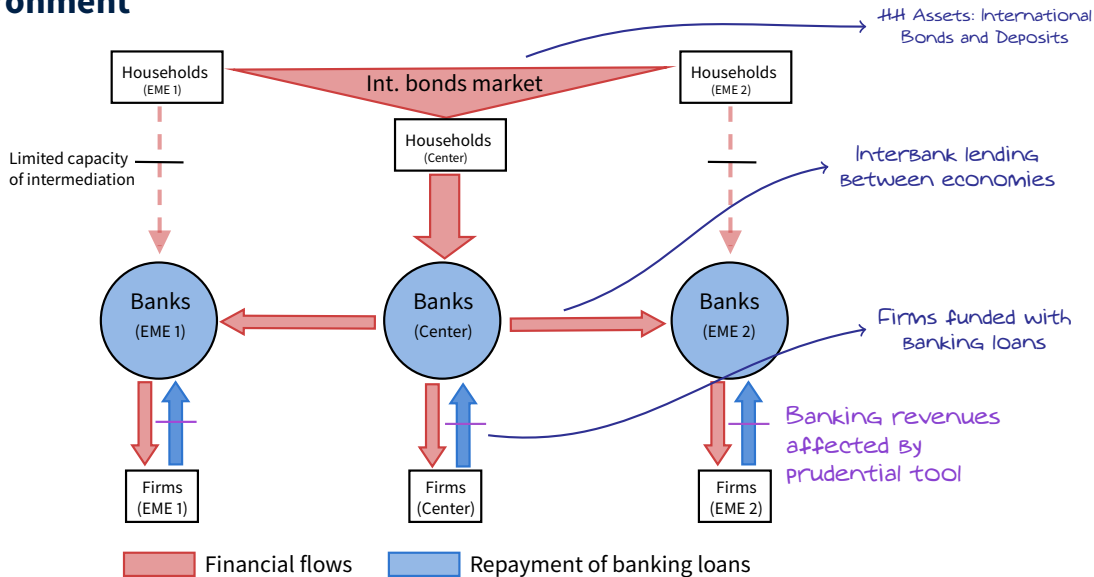 onment
HH Assets: International
Bonds and Deposits
Households
(EME 1)
Int. bonds market
Households
(EME 2)
Households
(Center)
Limited capacity
of intermediation
InterBank lending
Between economies
Banks
(EME 1)
Banks
(Center)
Banks
(EME 2)
Firms funded with
Banking loans
Banking revenues
affected By
prudential tool
Firms
(EME 1)
Firms
(Center)
Firms
(EME 2)
Financial flows
Repayment of banking loans